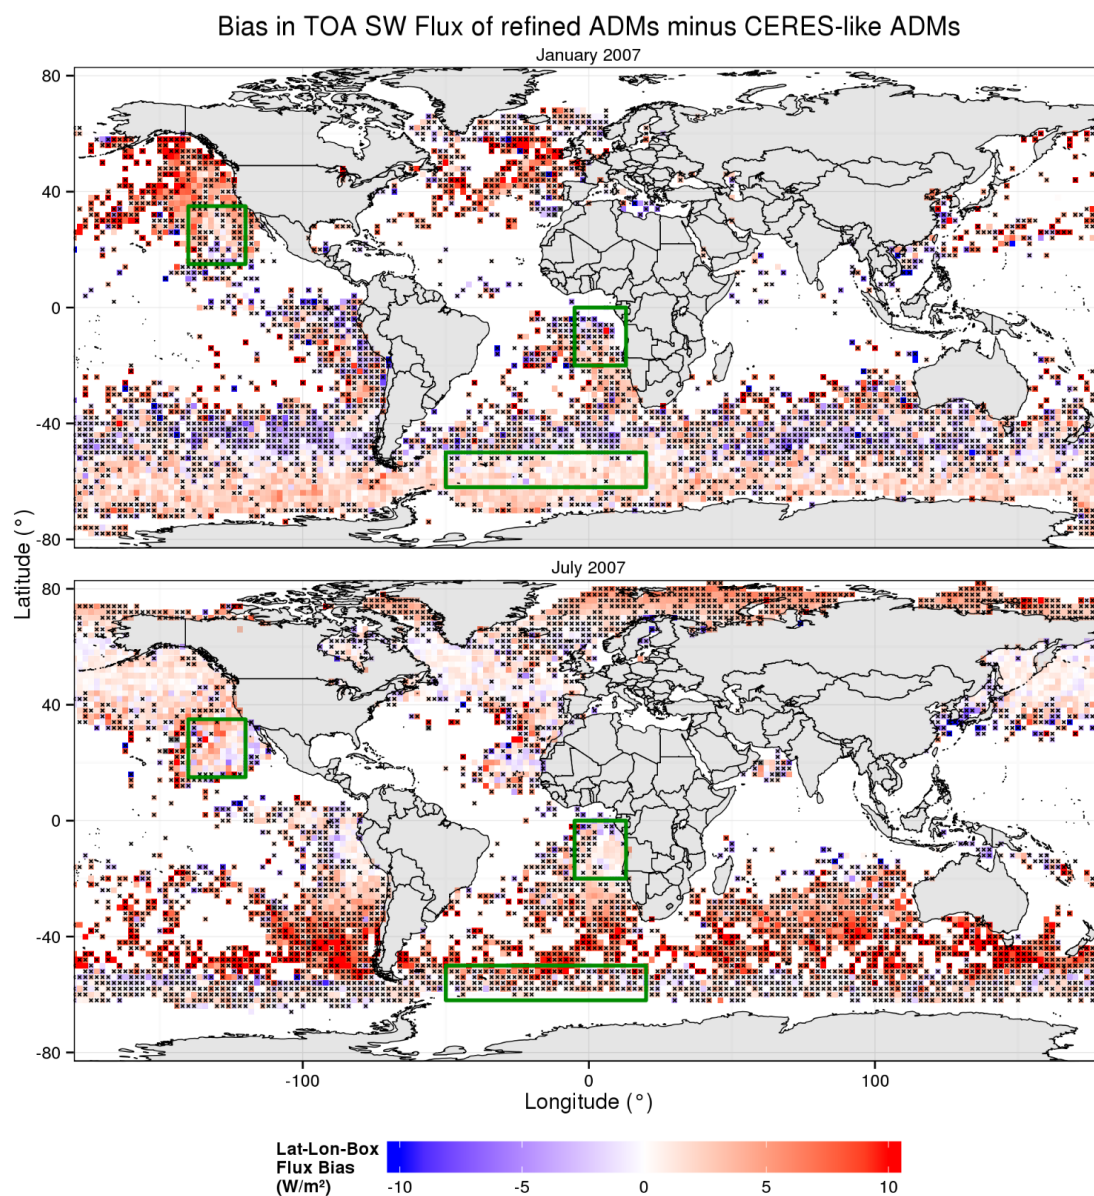 Bias in TOA SW Flux of refined ADMs minus CERES-like ADMs
January 2007
80
40
0
-40
-80
July 2007
80
40
0
-40
-80
Latitude (°)
-100
0
100
Longitude (°)
Lat-Lon-Box
Flux Bias
(W/m²)
-10
-5
0
5
10